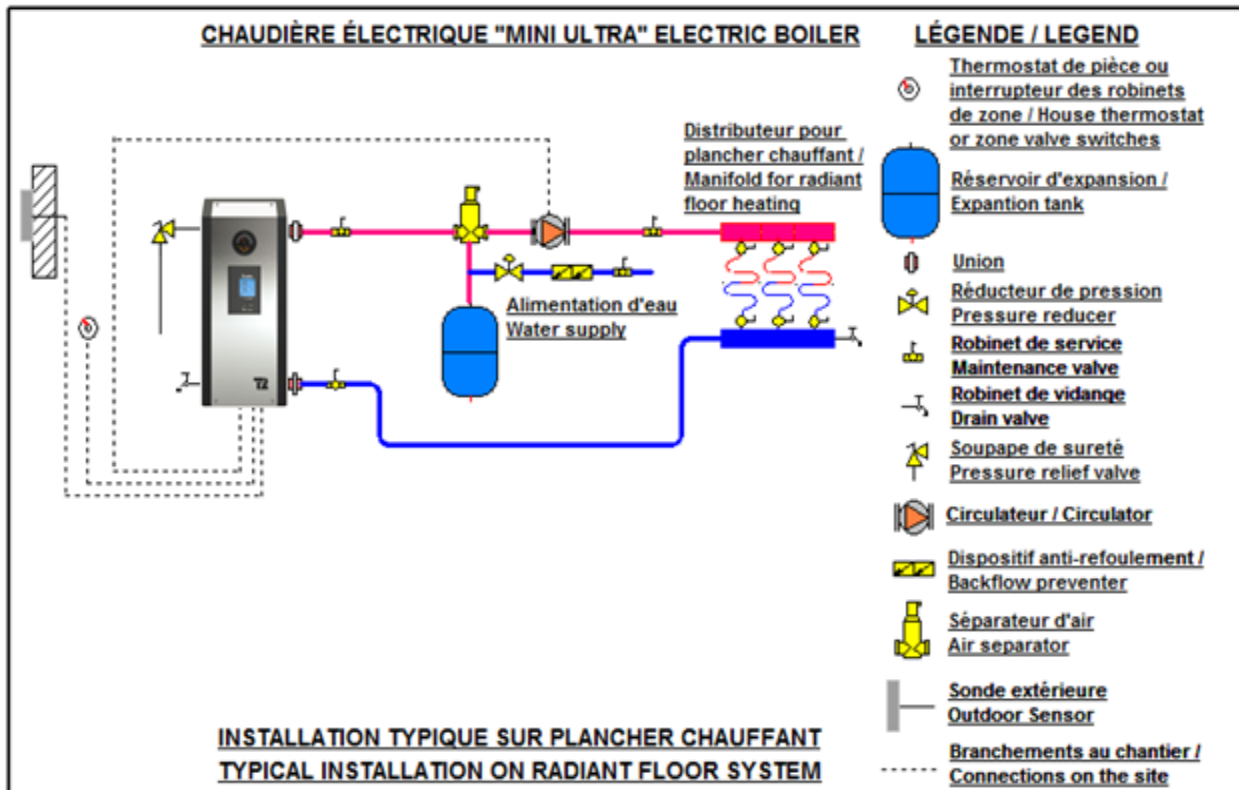 CHAUDIÈRE ÉLECTRIQUE "MINI ULTRA" ELECTRIC BOILER
LÉGENDE / LEGEND
Thermostat de pièce ou
interrupteur des robinets
de zone / House thermostat
or zone valve switches
Distributeur pour
plancher chauffant /
Manifold for radiant
floor heating
Réservoir d'expansion /
Expantion tank
Union
Alimentation d'eau
Water supply
Réducteur de pression
Pressure reducer
Robinet de service
Maintenance valve
Robinet de vidange
Drain valve
Soupape de sureté
Pressure relief valve
Circulateur / Circulator
Dispositif anti-refoulement /
Backflow preventer
Séparateur d'air
Air separator
Sonde extérieure
Outdoor Sensor
Branchements au chantier /
Connections on the site
INSTALLATION TYPIQUE SUR PLANCHER CHAUFFANT
TYPICAL INSTALLATION ON RADIANT FLOOR SYSTEM